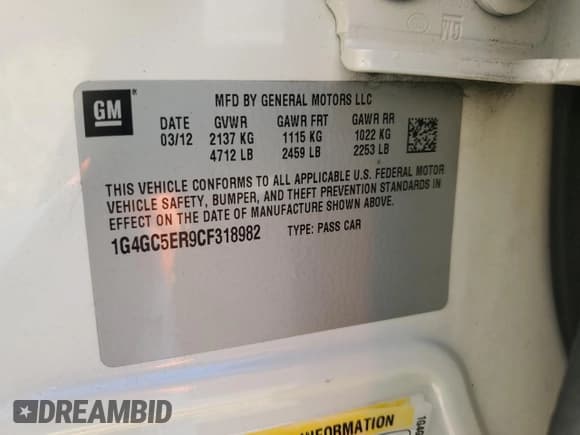 GM
MFD BY GENERAL MOTORS LLC
DATE GVWR GAWR FRT GAWR RR
03/12 2137 KG 1115 KG 1022 KG
4712 LB 2459 LB 2253 LB
THIS VEHICLE CONFORMS TO ALL APPLICABLE U.S. FEDERAL MOTOR
VEHICLE SAFETY, BUMPER, AND THEFT PREVENTION STANDARDS IN
EFFECT ON THE DATE OF MANUFACTURE SHOWN ABOVE.
1G4GC5ER9CF318982 TYPE: PASS CAR
INFORMATION
DREAMBID